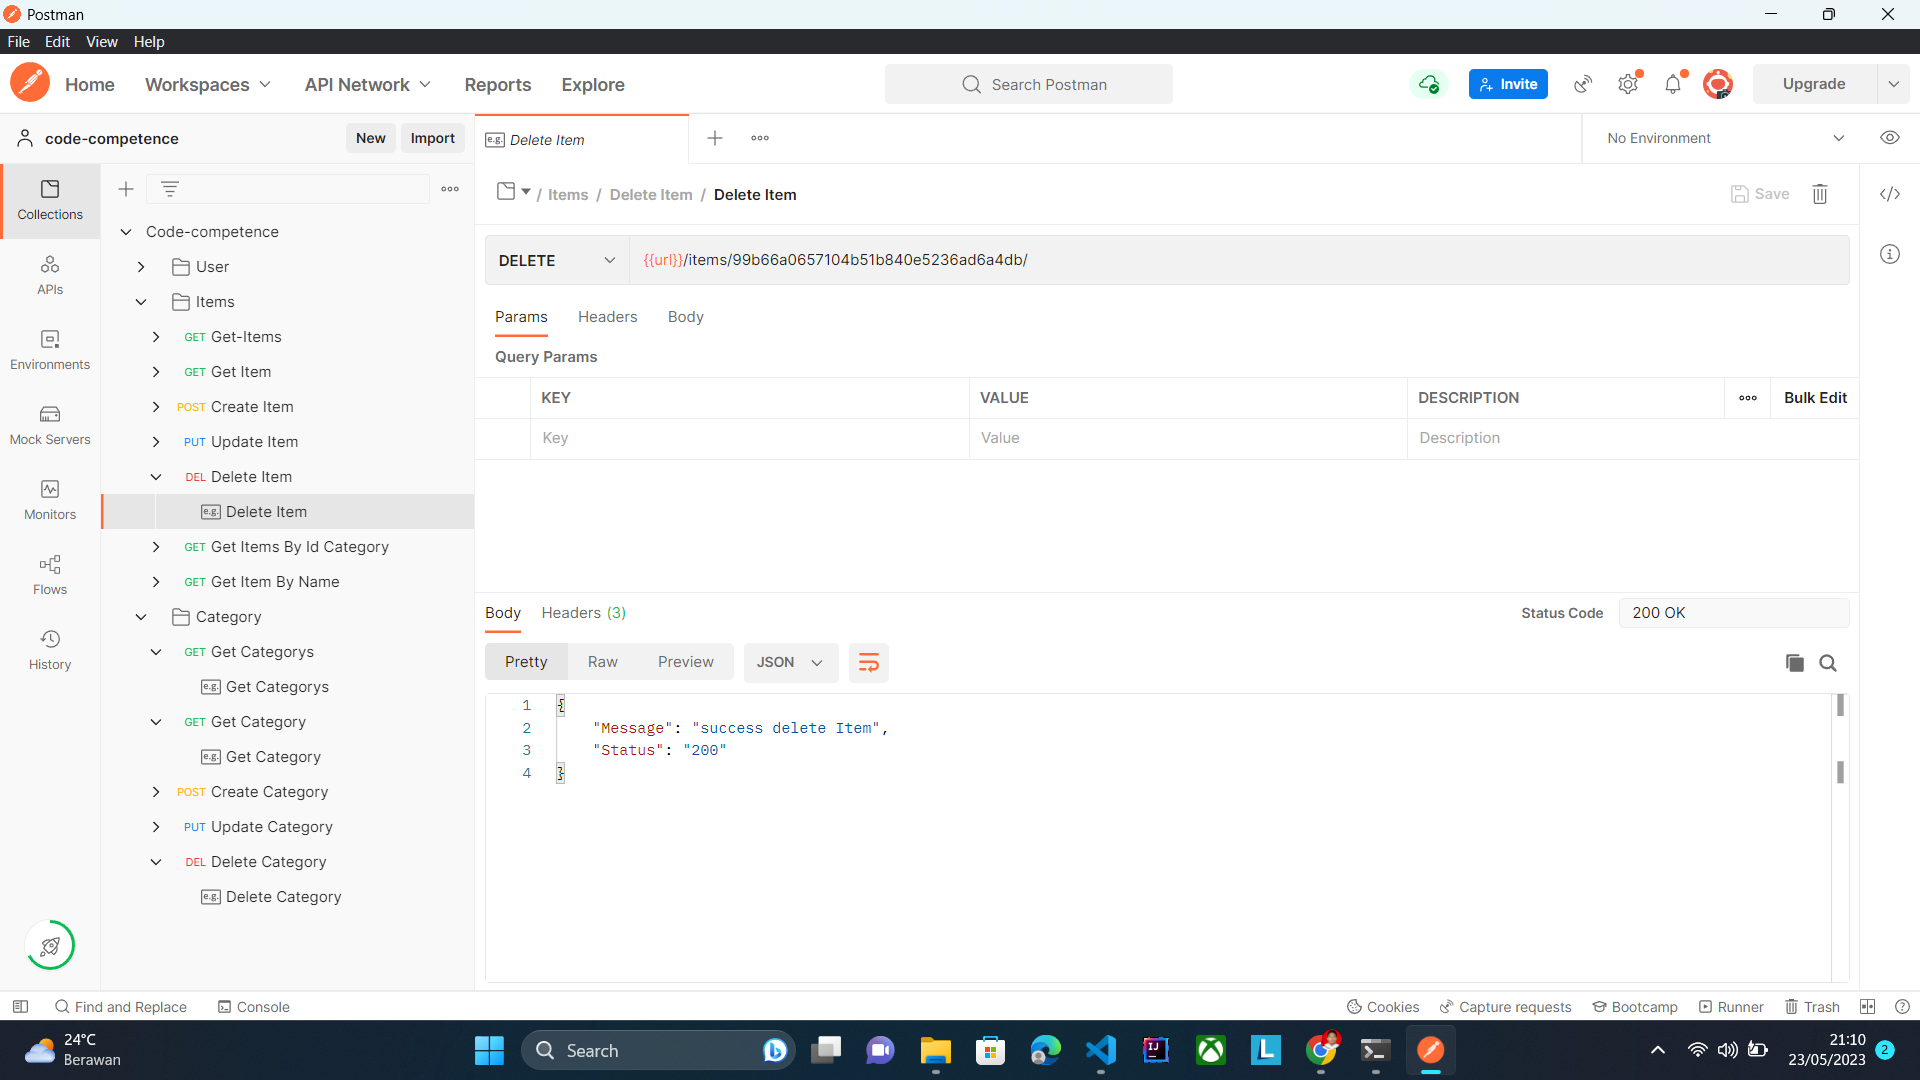 Postman
File Edit View Help
Home Workspaces API Network Reports Explore Search Postman Invite Upgrade
code-competence New Import e.g. Delete Item No Environment
/ Items / Delete Item / Delete Item Save
Collections
APIs
Environments
Mock Servers
Monitors
Flows
History
Code-competence
User
Items
GET Get-Items
GET Get Item
POST Create Item
PUT Update Item
DEL Delete Item
e.g. Delete Item
GET Get Items By Id Category
GET Get Item By Name
Category
GET Get Categorys
e.g. Get Categorys
GET Get Category
e.g. Get Category
POST Create Category
PUT Update Category
DEL Delete Category
e.g. Delete Category
DELETE {{url}}/items/99b66a0657104b51b840e5236ad6a4db/
Params Headers Body
Query Params
KEY VALUE DESCRIPTION Bulk Edit
Key Value Description
Body Headers (3) Status Code 200 OK
Pretty Raw Preview JSON
1 {
2 "Message": "success delete Item",
3 "Status": "200"
4 }
Find and Replace Console Cookies Capture requests Bootcamp Runner Trash
24°C
Berawan
Search
21:10
23/05/2023 2